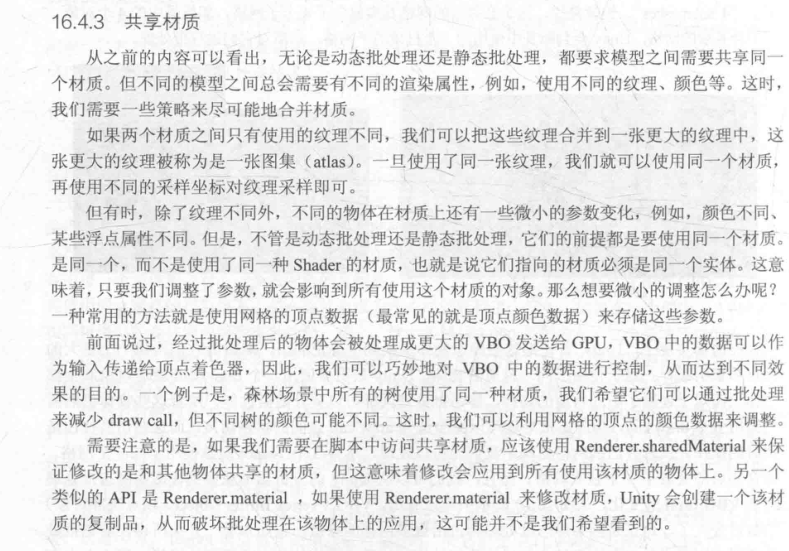 16.4.3 共享材质
从之前的内容可以看出，无论是动态批处理还是静态批处理，都要求模型之间需要共享同一
个材质。但不同的模型之间总会需要有不同的渲染属性，例如，使用不同的纹理、颜色等。这时，
我们需要一些策略来尽可能地合并材质。
如果两个材质之间只有使用的纹理不同，我们可以把这些纹理合并到一张更大的纹理中，这
张更大的纹理被称为是一张图集（atlas）。一旦使用了同一张纹理，我们就可以使用同一个材质，
再使用不同的采样坐标对纹理采样即可。
但有时，除了纹理不同外，不同的物体在材质上还有一些微小的参数变化，例如，颜色不同、
某些浮点属性不同。但是，不管是动态批处理还是静态批处理，它们的前提都是要使用同一个材质。
是同一个，而不是使用了同一种 Shader 的材质，也就是说它们指向的材质必须是同一个实体。这意
味着，只要我们调整了参数，就会影响到所有使用这个材质的对象。那么想要微小的调整怎么办呢？
一种常用的方法就是使用网格的顶点数据（最常见的就是顶点颜色数据）来存储这些参数。
前面说过，经过批处理后的物体会被处理成更大的 VBO 发送给 GPU，VBO 中的数据可以作
为输入传递给顶点着色器，因此，我们可以巧妙地对 VBO 中的数据进行控制，从而达到不同效
果的目的。一个例子是，森林场景中所有的树使用了同一种材质，我们希望它们可以通过批处理
来减少 draw call，但不同树的颜色可能不同。这时，我们可以利用网格的顶点的颜色数据来调整。
需要注意的是，如果我们需要在脚本中访问共享材质，应该使用 Renderer.sharedMaterial 来保
证修改的是和其他物体共享的材质，但这意味着修改会应用到所有使用该材质的物体上。另一个
类似的 API 是 Renderer.material ，如果使用 Renderer.material 来修改材质，Unity 会创建一个该材
质的复制品，从而破坏批处理在该物体上的应用，这可能并不是我们希望看到的。